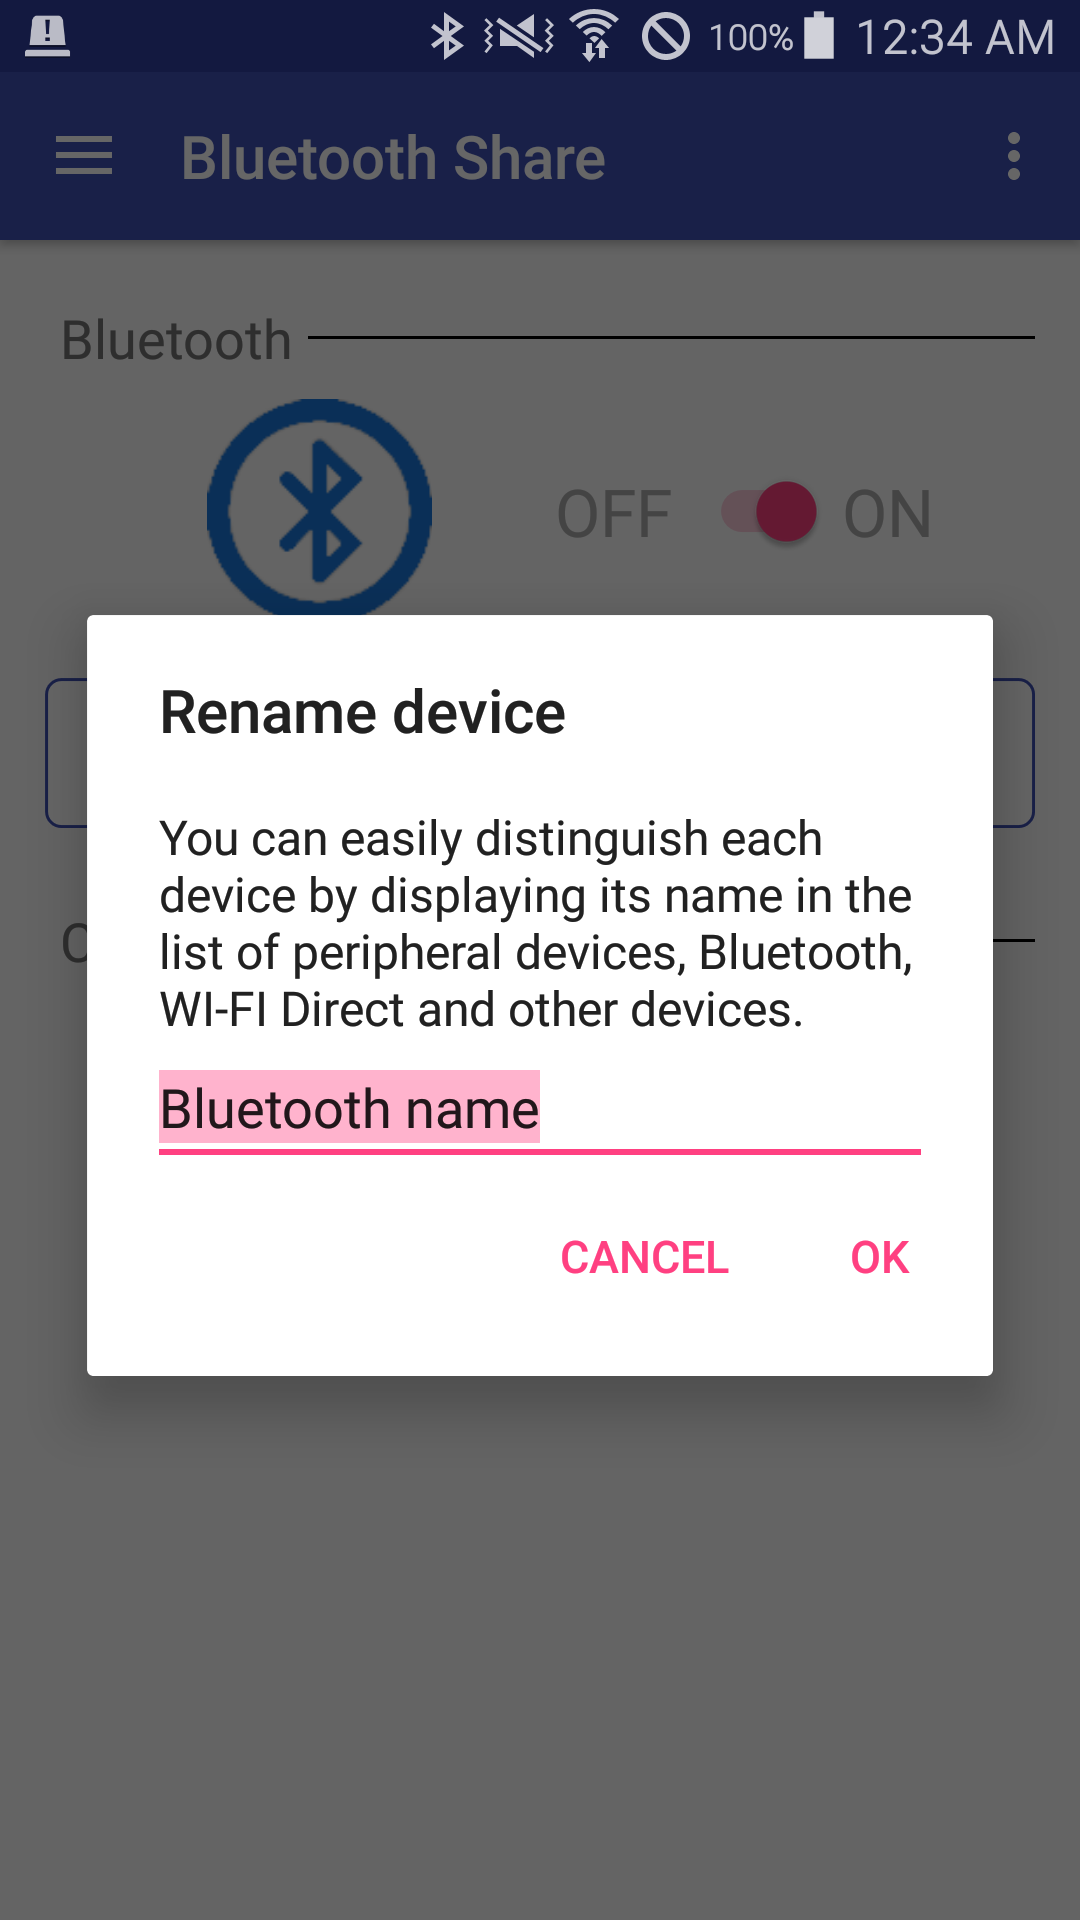 100% 12:34 AM
Bluetooth Share
Bluetooth
OFF ON
Rename device
You can easily distinguish each
device by displaying its name in the
list of peripheral devices, Bluetooth,
WI-FI Direct and other devices.
Bluetooth name
CANCEL OK